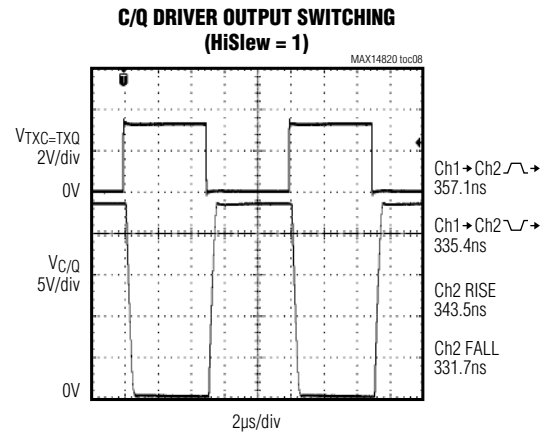 C/Q DRIVER OUTPUT SWITCHING
(HiSlew = 1)
MAX14820 toc08
T
VTXC=TXQ
2V/div
0V
VC/Q
5V/div
0V
Ch1→Ch2 →
357.1ns
Ch1→Ch2 →
335.4ns
Ch2 RISE
343.5ns
Ch2 FALL
331.7ns
2µs/div